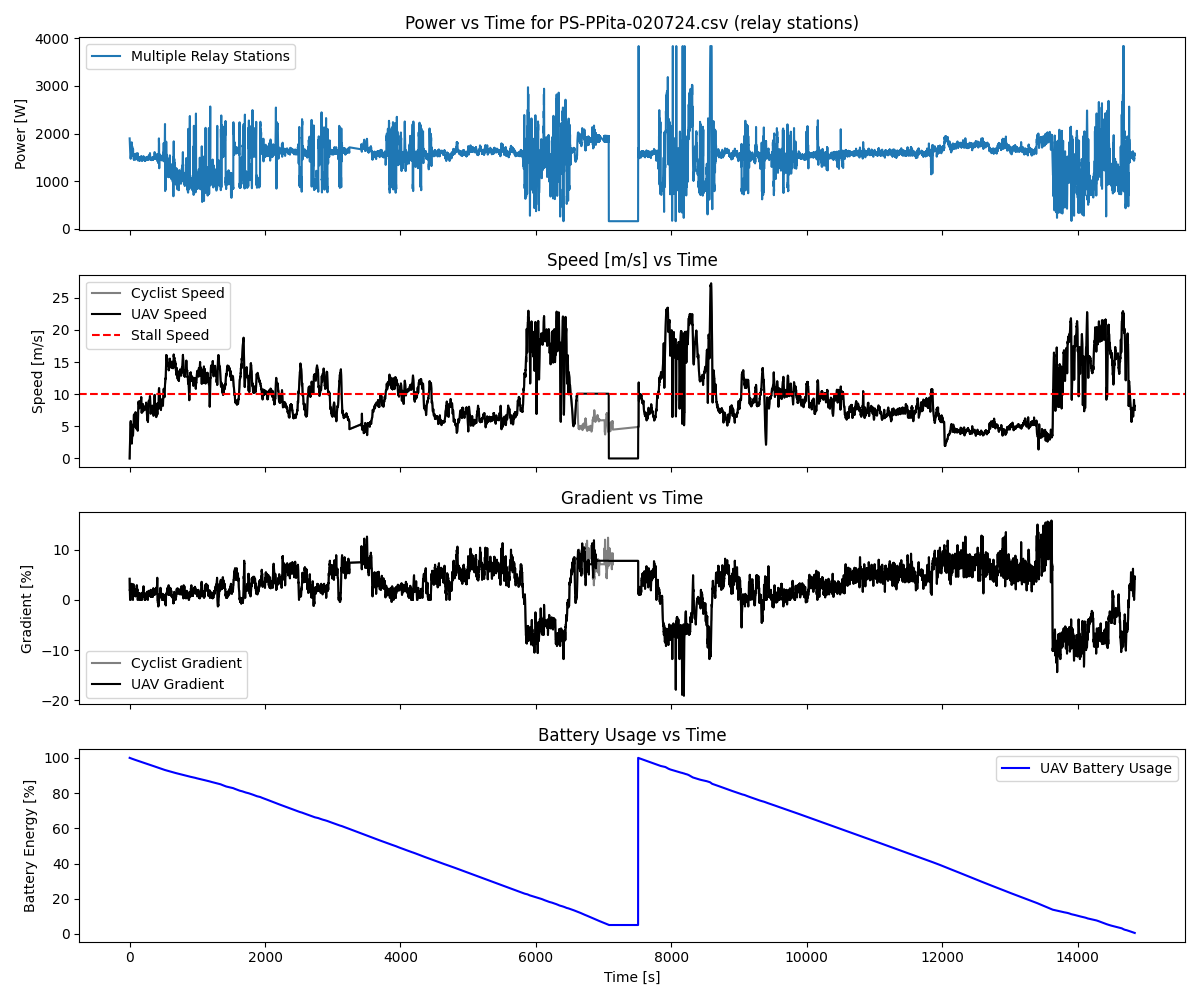 Power vs Time for PS-PPita-020724.csv (relay stations)
4000
3000
2000
1000
0
Power [W]
Multiple Relay Stations
Speed [m/s] vs Time
25
20
15
10
5
0
Speed [m/s]
Cyclist Speed
UAV Speed
Stall Speed
Gradient vs Time
10
0
−10
−20
Gradient [%]
Cyclist Gradient
UAV Gradient
Battery Usage vs Time
100
80
60
40
20
0
Battery Energy [%]
UAV Battery Usage
0 2000 4000 6000 8000 10000 12000 14000
Time [s]